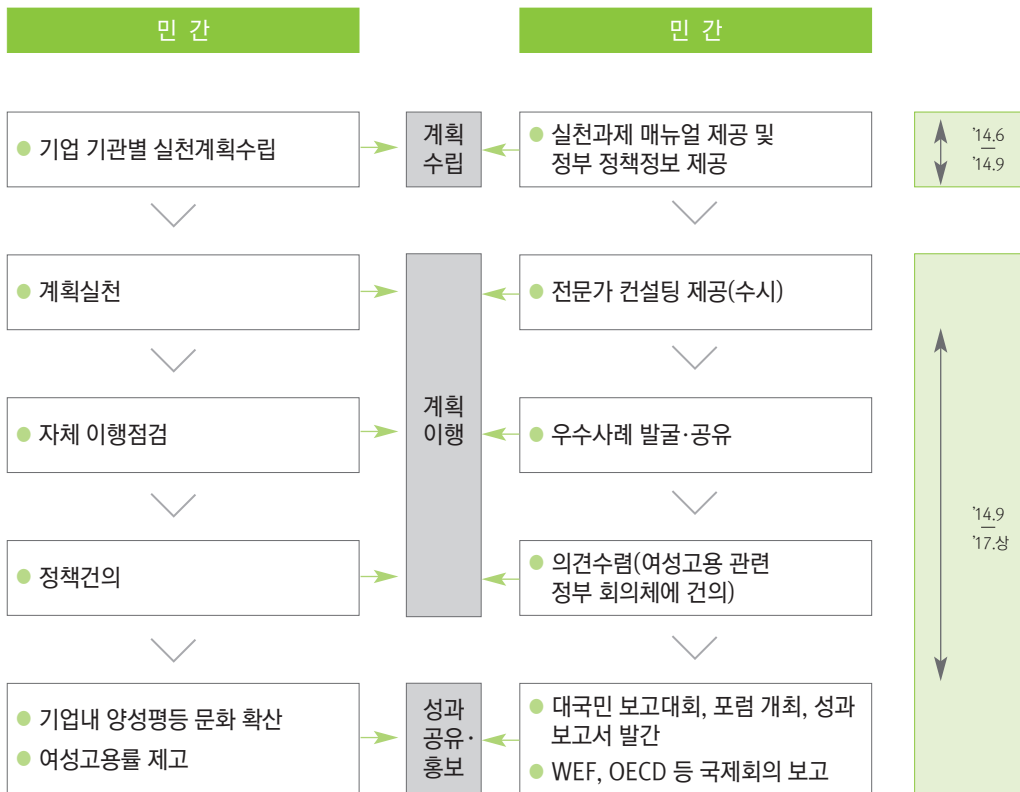 민 간
민 간
● 기업 기관별 실천계획수립
계획
수립
● 실천과제 매뉴얼 제공 및
정부 정책정보 제공
'14.6
'14.9
● 계획실천
● 전문가 컨설팅 제공(수시)
● 자체 이행점검
계획
이행
● 우수사례 발굴·공유
'14.9
'17.상
● 정책건의
● 의견수렴(여성고용 관련
정부 회의체에 건의)
● 기업내 양성평등 문화 확산
● 여성고용률 제고
성과
공유·
홍보
● 대국민 보고대회, 포럼 개최, 성과
보고서 발간
● WEF, OECD 등 국제회의 보고